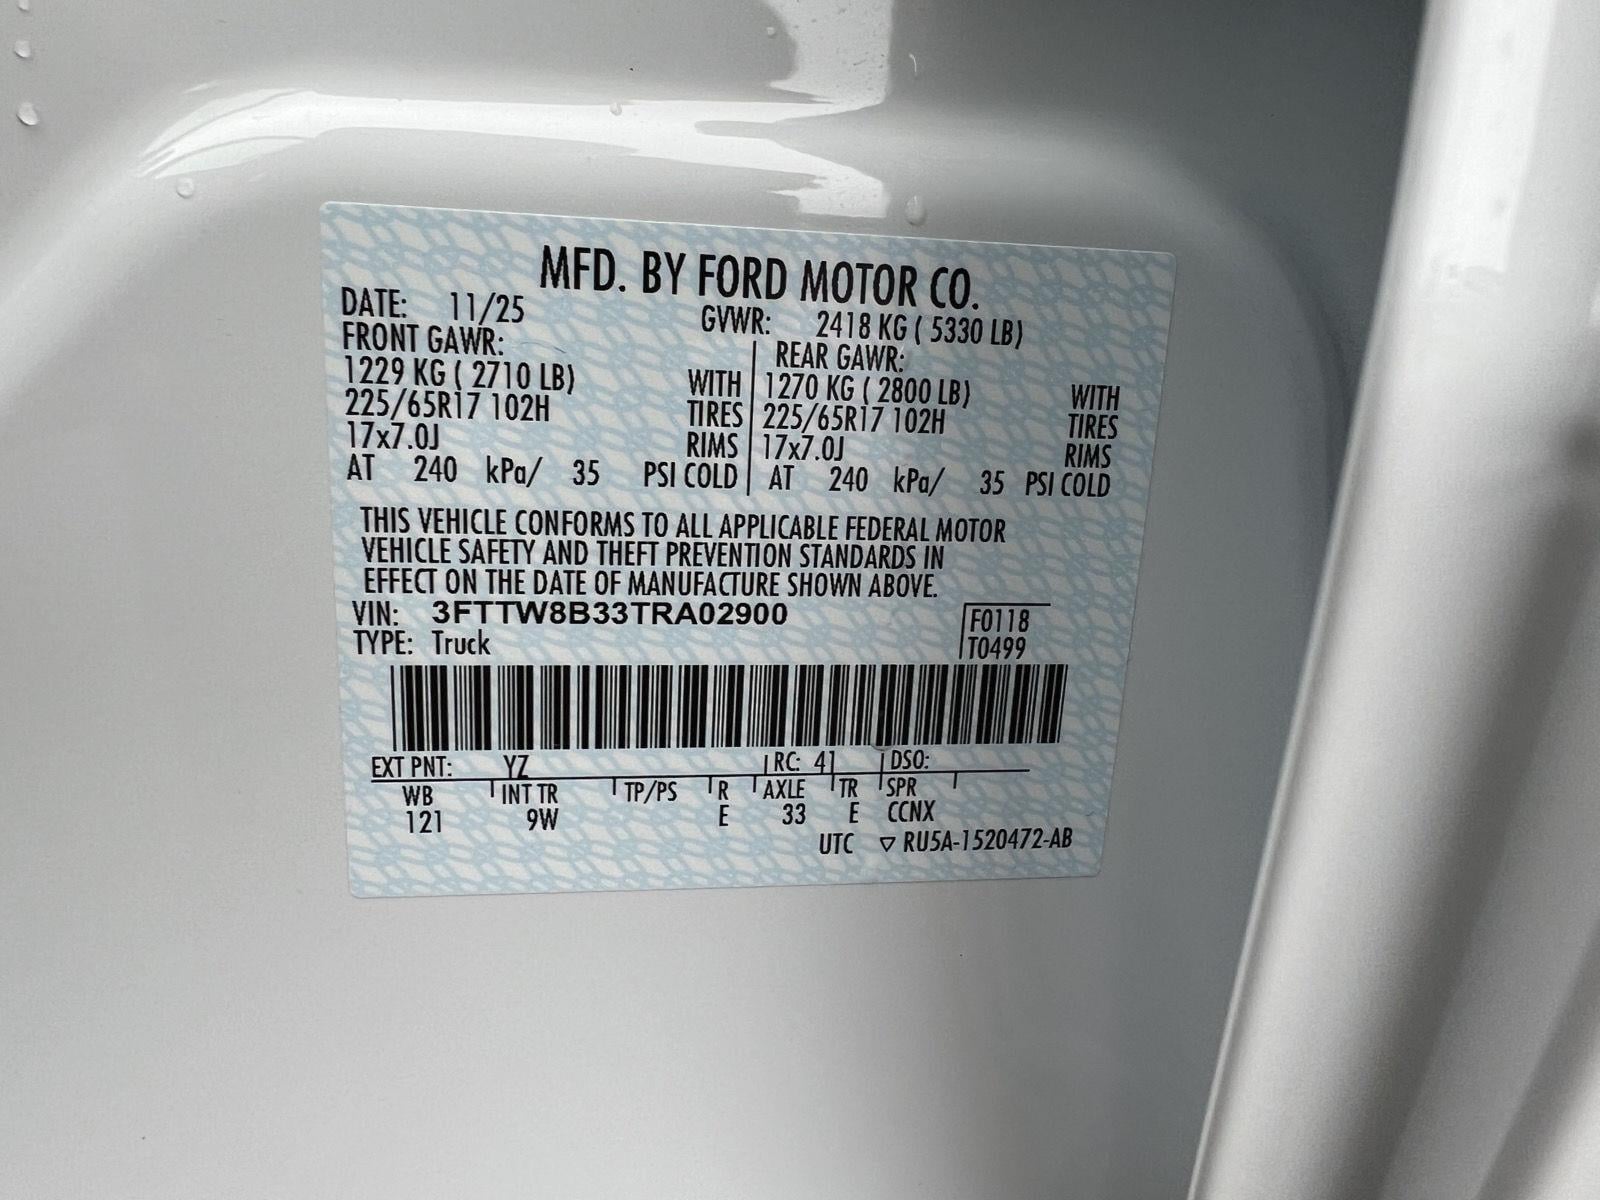 MFD. BY FORD MOTOR CO.
DATE: 11/25 GVWR: 2418 KG ( 5330 LB)
FRONT GAWR: REAR GAWR:
1229 KG ( 2710 LB) WITH 1270 KG ( 2800 LB) WITH
225/65R17 102H TIRES 225/65R17 102H TIRES
17x7.0J RIMS 17x7.0J RIMS
AT 240 kPa/ 35 PSI COLD AT 240 kPa/ 35 PSI COLD
THIS VEHICLE CONFORMS TO ALL APPLICABLE FEDERAL MOTOR
VEHICLE SAFETY AND THEFT PREVENTION STANDARDS IN
EFFECT ON THE DATE OF MANUFACTURE SHOWN ABOVE.
VIN: 3FTTW8B33TRA02900 F0118
TYPE: Truck T0499
EXT PNT: YZ RC: 41 DSO:
WB INT TR TP/PS R AXLE TR SPR
121 9W E 33 E CCNX
UTC ▽ RU5A-1520472-AB